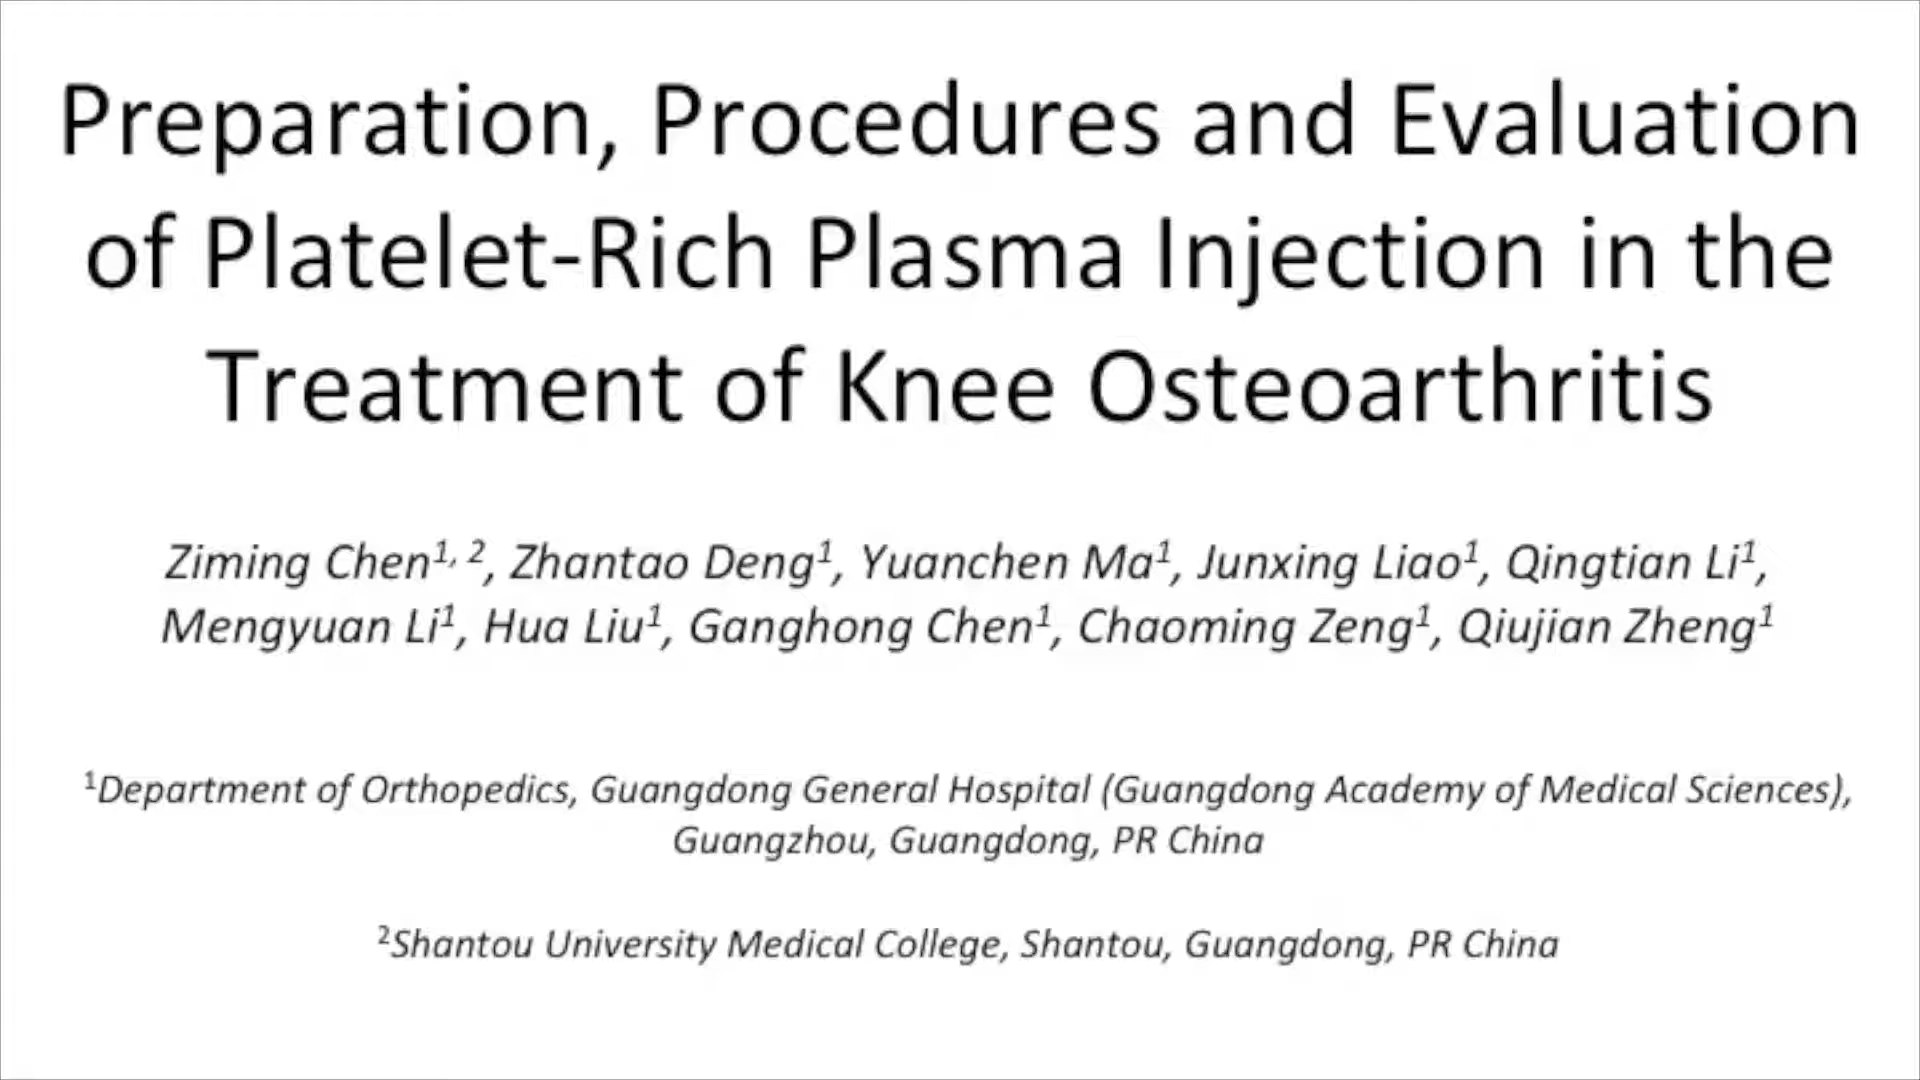 Preparation, Procedures and Evaluation
of Platelet-Rich Plasma Injection in the
Treatment of Knee Osteoarthritis
Ziming Chen1, 2, Zhantao Deng1, Yuanchen Ma1, Junxing Liao1, Qingtian Li1,
Mengyuan Li1, Hua Liu1, Ganghong Chen1, Chaoming Zeng1, Qiujian Zheng1
1Department of Orthopedics, Guangdong General Hospital (Guangdong Academy of Medical Sciences),
Guangzhou, Guangdong, PR China
2Shantou University Medical College, Shantou, Guangdong, PR China